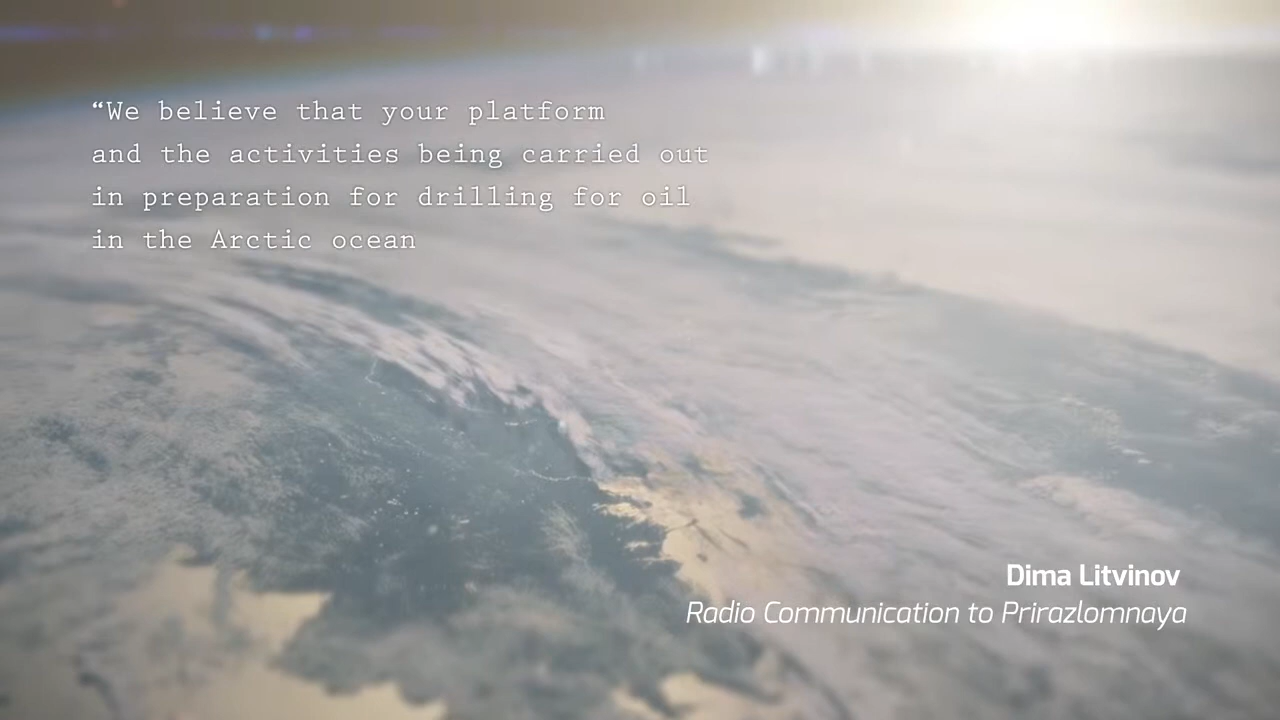 “We believe that your platform
and the activities being carried out
in preparation for drilling for oil
in the Arctic ocean
Dima Litvinov
Radio Communication to Prirazlomnaya